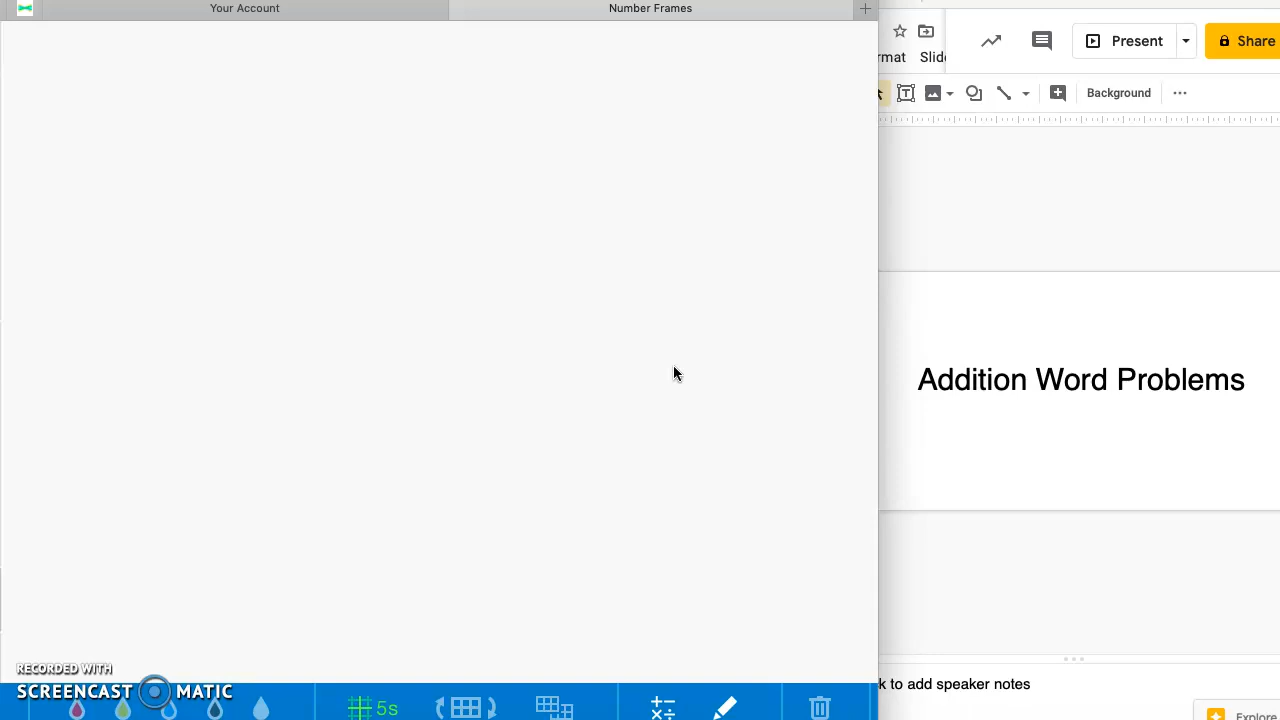 Your Account
Number Frames
Present
Share
rmat
Slide
Background
Addition Word Problems
k to add speaker notes
Explore
5s
RECORDED WITH
SCREENCAST MATIC